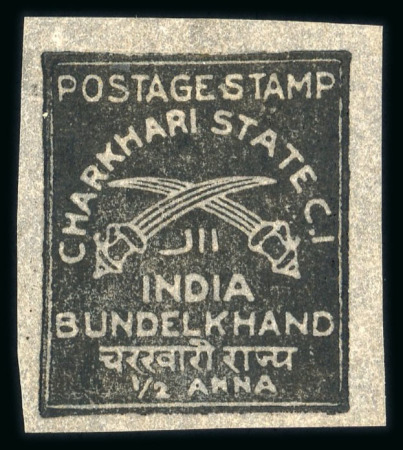 POSTAGE STAMP
CHARKHARI STATE C.I
INDIA
BUNDELKHAND
चरखारी राज्य
1/2 ANNA